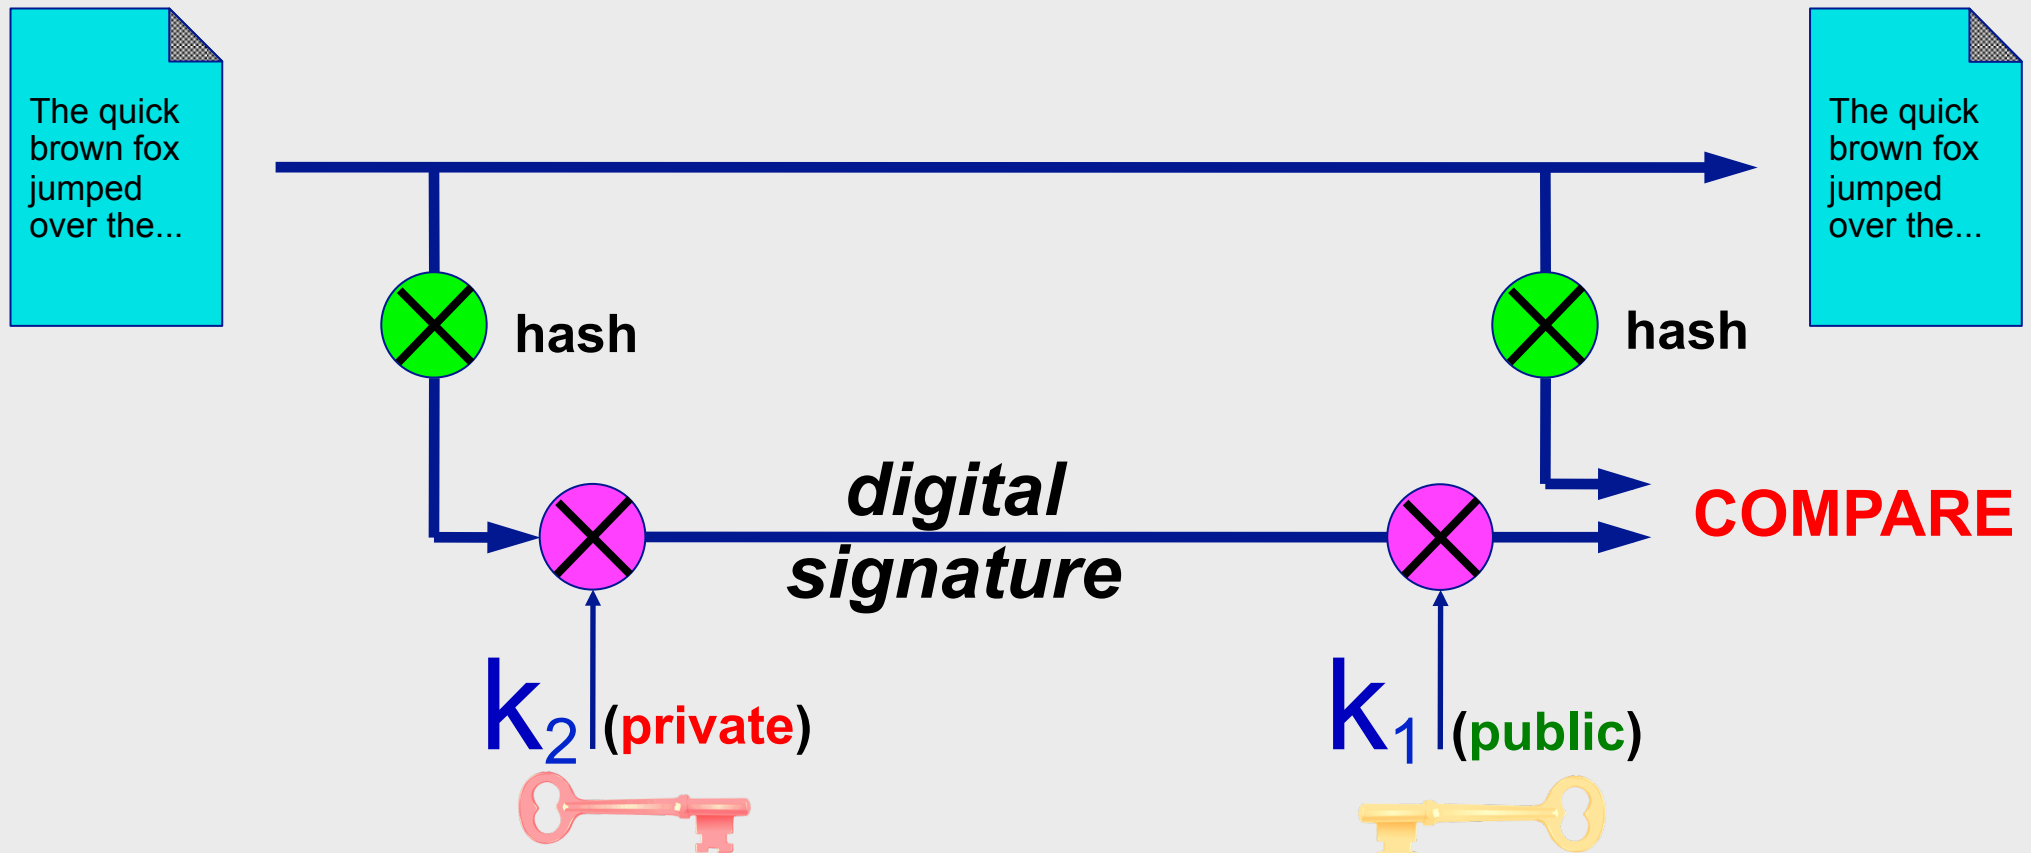 The quick
brown fox
jumped
over the...
The quick
brown fox
jumped
over the...
hash
hash
digital
signature
COMPARE
k2 (private)
k1 (public)